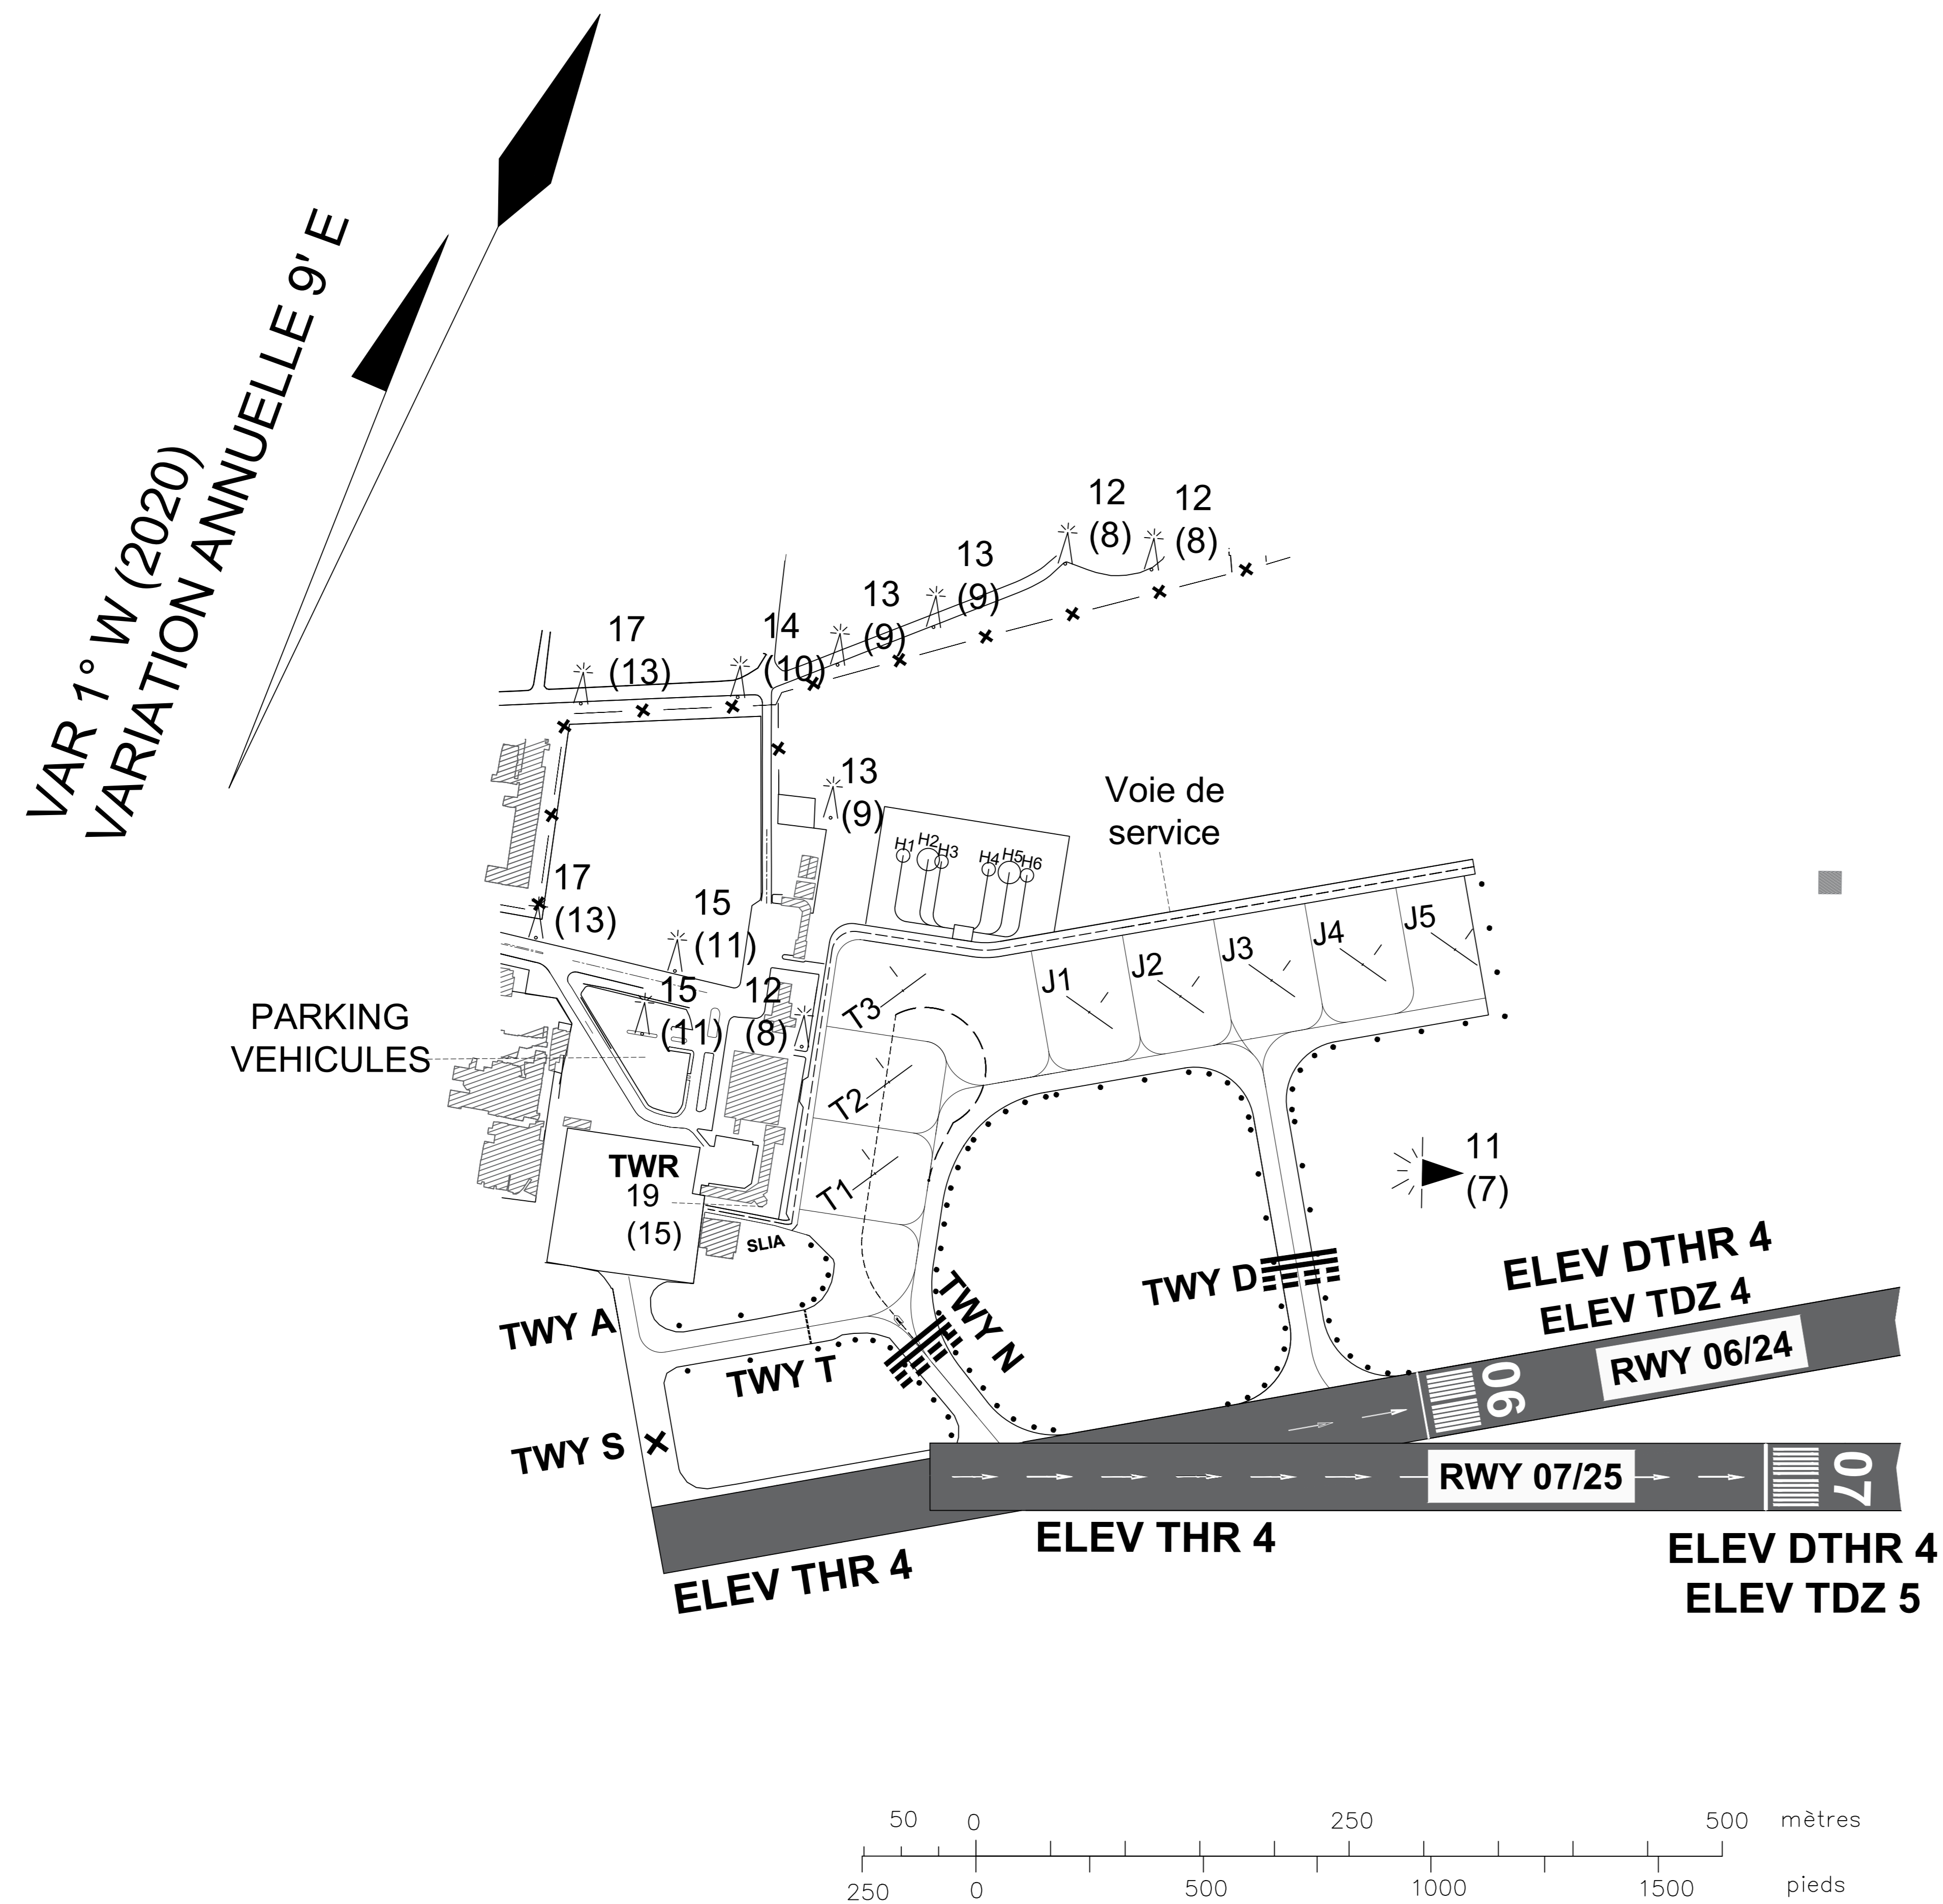 VAR 1° W (2020)
VARIATION ANNUELLE 9' E
12
(8)
12
(8)
13
(9)
13
(9)
14
(10)
17
(13)
13
(9)
17
(13)
15
(11)
15
(11)
12
(8)
Voie de
service
H1
H2
H3
H4
H5
H6
J1
J2
J3
J4
J5
T3
T2
T1
PARKING
VEHICULES
TWR
19
(15)
SLIA
11
(7)
TWY A
TWY T
TWY N
TWY D
TWY S
ELEV DTHR 4
ELEV TDZ 4
RWY 06/24
06
RWY 07/25
07
ELEV THR 4
ELEV THR 4
ELEV DTHR 4
ELEV TDZ 5
50 0 250 500 mètres
250 0 500 1000 1500 pieds